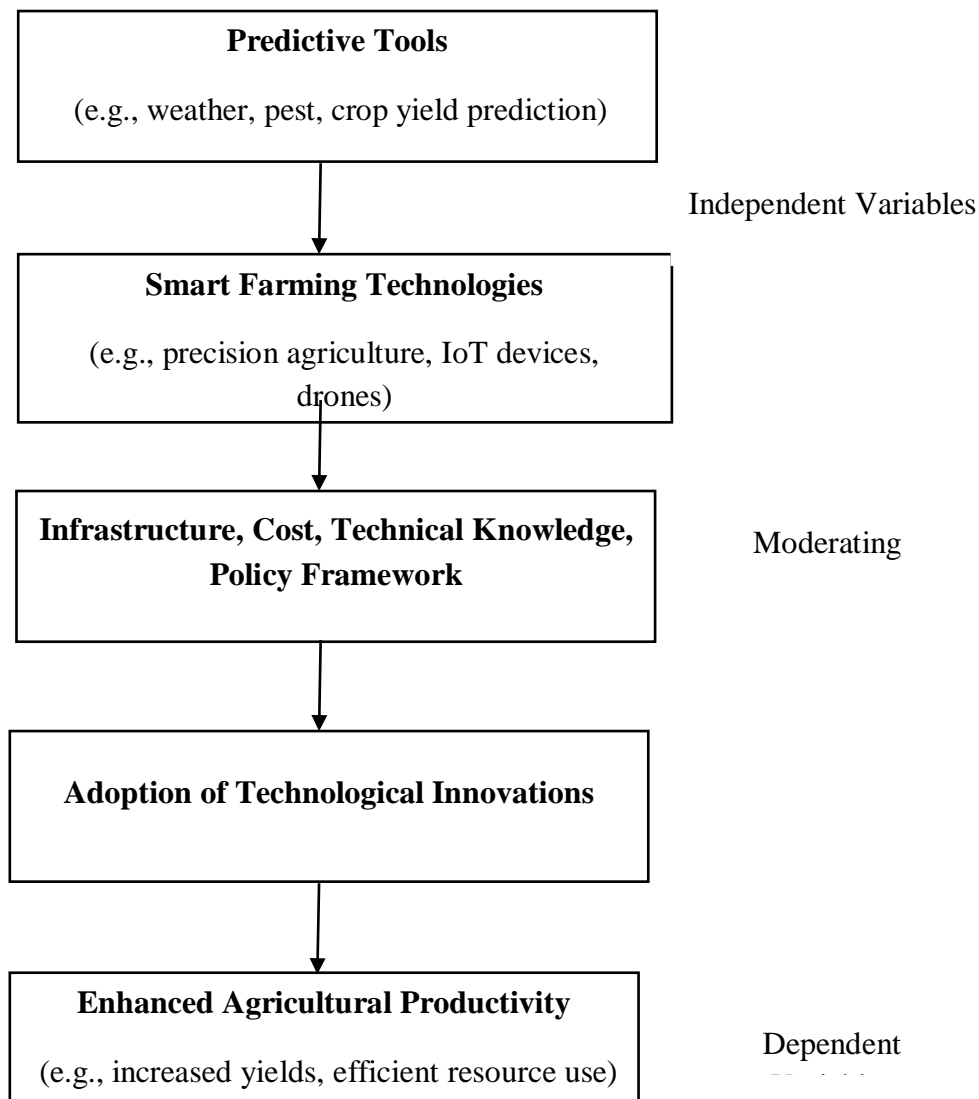 Predictive Tools
(e.g., weather, pest, crop yield prediction)
Independent Variables
Smart Farming Technologies
(e.g., precision agriculture, IoT devices,
drones)
Infrastructure, Cost, Technical Knowledge,
Policy Framework
Moderating
Adoption of Technological Innovations
Enhanced Agricultural Productivity
(e.g., increased yields, efficient resource use)
Dependent